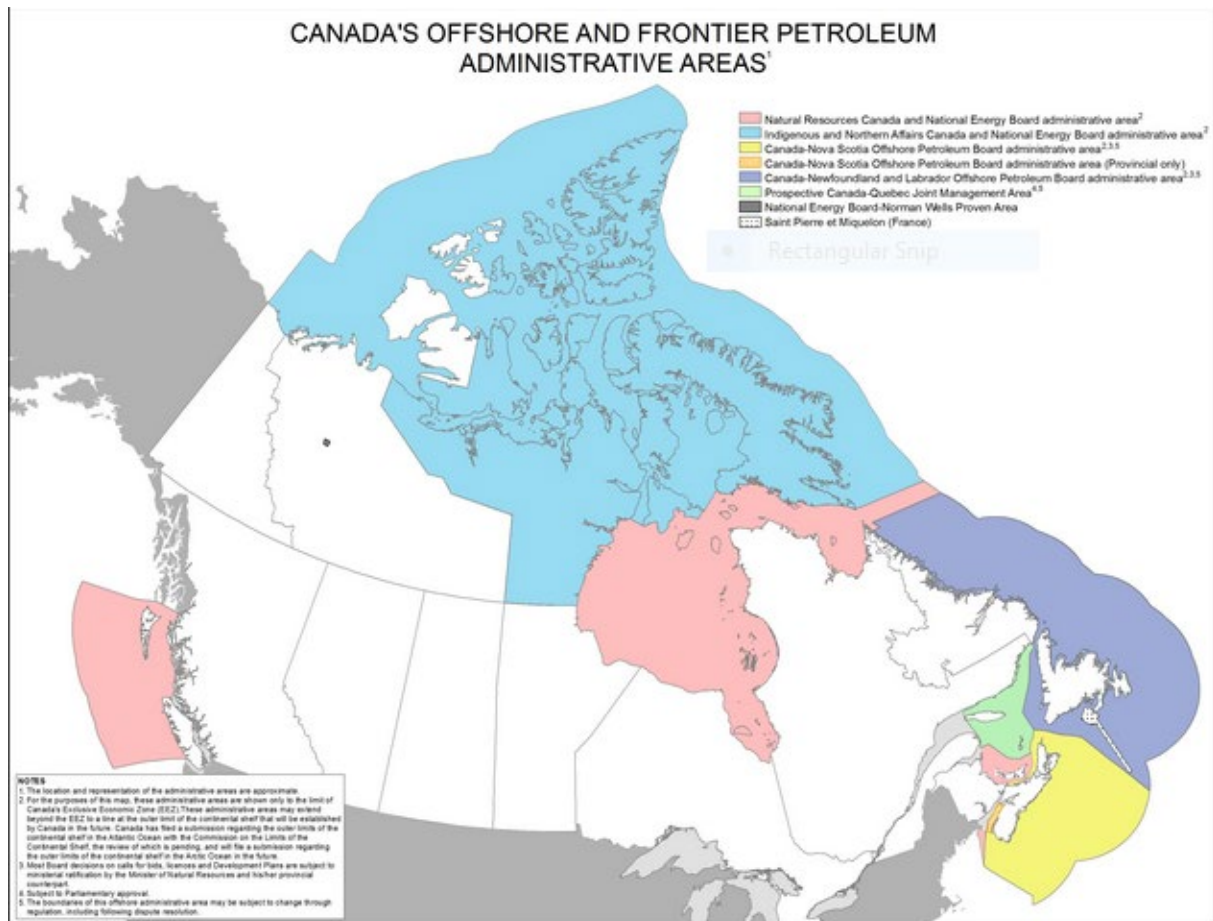 CANADA'S OFFSHORE AND FRONTIER PETROLEUM
ADMINISTRATIVE AREAS¹
Natural Resources Canada and National Energy Board administrative area²
Indigenous and Northern Affairs Canada and National Energy Board administrative area²
Canada-Nova Scotia Offshore Petroleum Board administrative area²,³,⁵
Canada-Nova Scotia Offshore Petroleum Board administrative area (Provincial only)
Canada-Newfoundland and Labrador Offshore Petroleum Board administrative area²,³,⁵
Prospective Canada-Quebec Joint Management Area⁴,⁵
National Energy Board-Norman Wells Proven Area
Saint Pierre et Miquelon (France)
Rectangular Snip
NOTES
1. The location and representation of the administrative areas are approximate.
2. For the purposes of this map, these administrative areas are shown only to the limit of
Canada's Exclusive Economic Zone (EEZ). These administrative areas may extend
beyond the EEZ to a line at the outer limit of the continental shelf that will be established
by Canada in the future. Canada has filed a submission regarding the outer limits of the
continental shelf in the Atlantic Ocean with the Commission on the Limits of the
Continental Shelf, the review of which is pending, and will file a submission regarding
the outer limits of the continental shelf in the Arctic Ocean in the future.
3. Most Board decisions on calls for bids, licences and Development Plans are subject to
ministerial ratification by the Minister of Natural Resources and his/her provincial
counterpart.
4. Subject to Parliamentary approval.
5. The boundaries of this offshore administrative area may be subject to change through
regulation, including following dispute resolution.